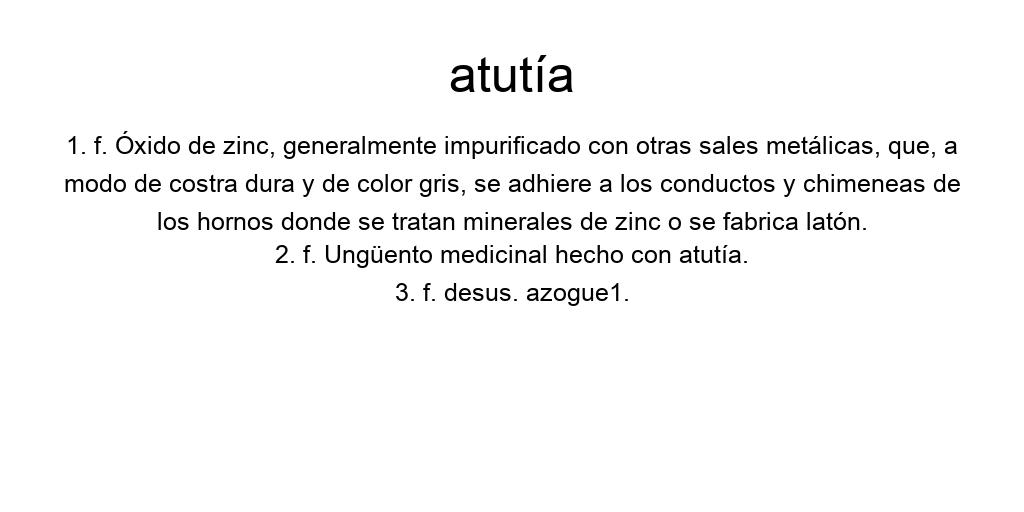 atutía
1. f. Óxido de zinc, generalmente impurificado con otras sales metálicas, que, a
modo de costra dura y de color gris, se adhiere a los conductos y chimeneas de
los hornos donde se tratan minerales de zinc o se fabrica latón.
2. f. Ungüento medicinal hecho con atutía.
3. f. desus. azogue1.